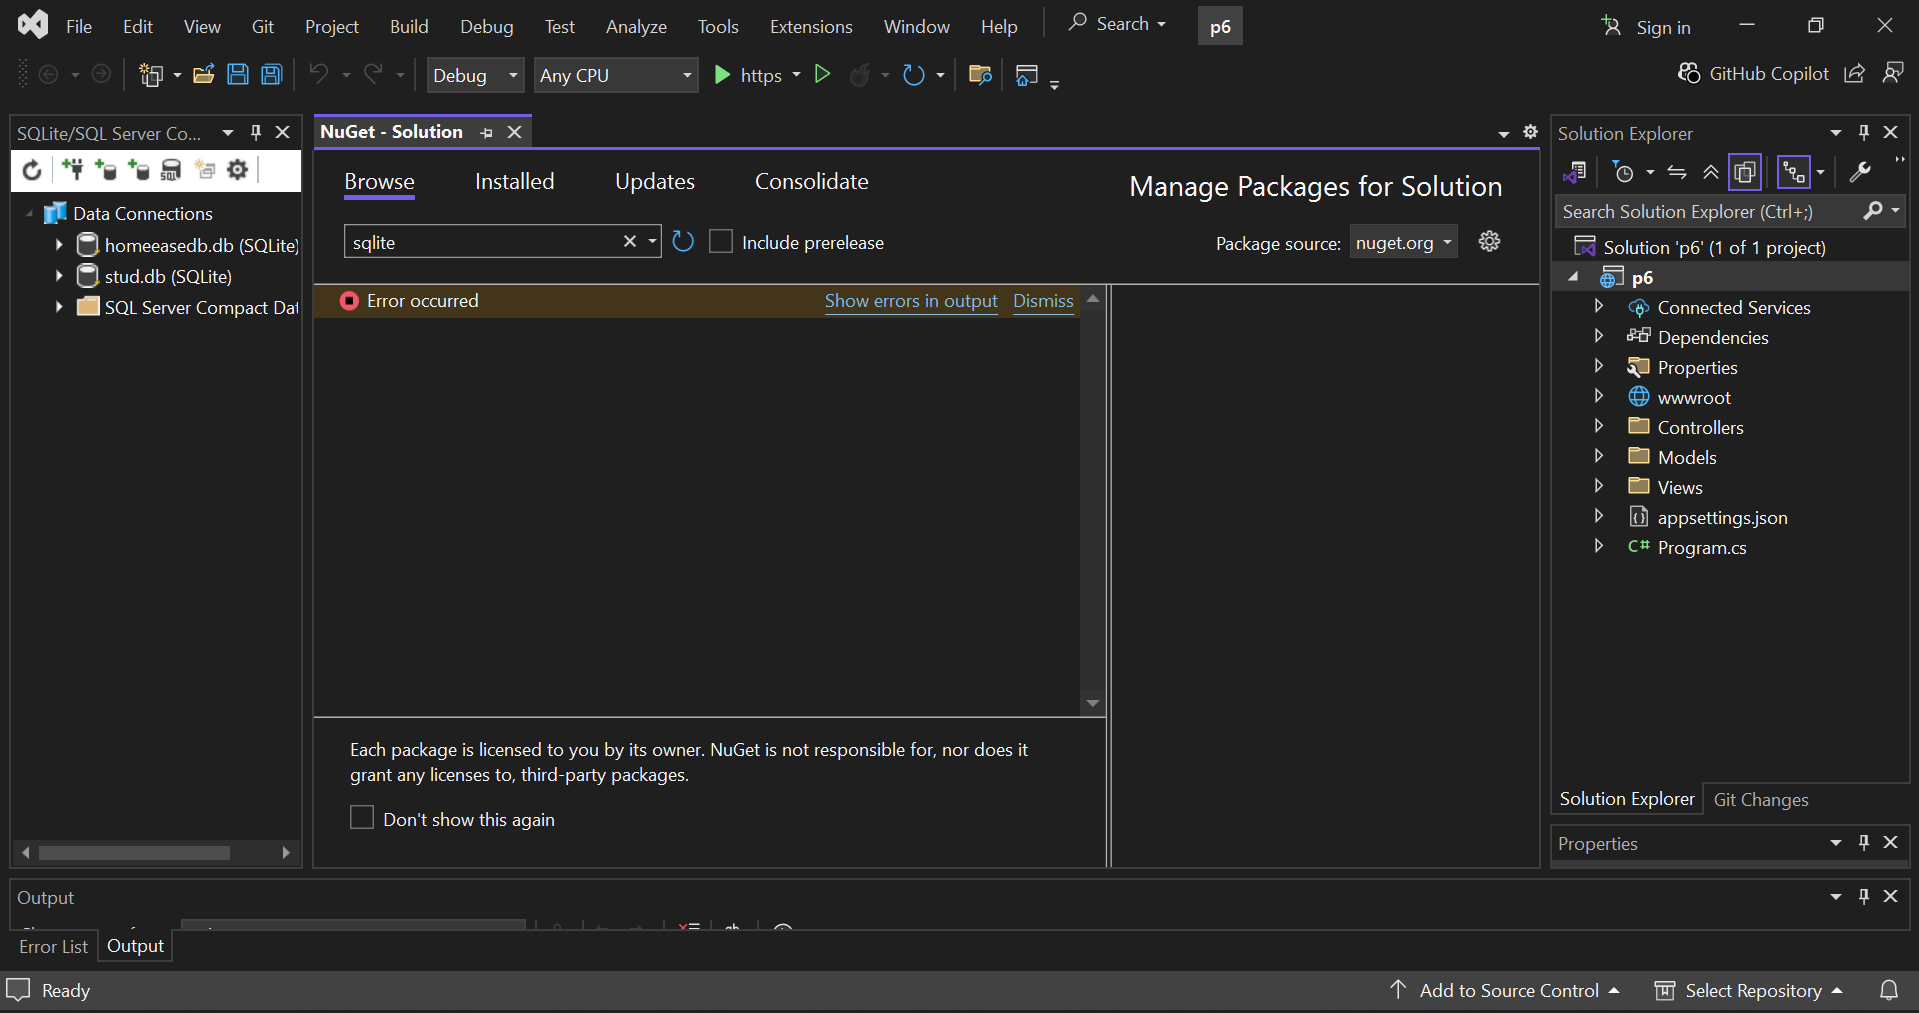 File Edit View Git Project Build Debug Test Analyze Tools Extensions Window Help Search p6 Sign in
Debug Any CPU https GitHub Copilot
SQLite/SQL Server Co...
SQL
Data Connections
homeeasedb.db (SQLite)
stud.db (SQLite)
SQL Server Compact Dat
NuGet - Solution
Browse Installed Updates Consolidate
Manage Packages for Solution
sqlite
Include prerelease
Package source: nuget.org
Error occurred Show errors in output Dismiss
Each package is licensed to you by its owner. NuGet is not responsible for, nor does it
grant any licenses to, third-party packages.
Don't show this again
Solution Explorer
Search Solution Explorer (Ctrl+;)
Solution 'p6' (1 of 1 project)
p6
Connected Services
Dependencies
Properties
wwwroot
Controllers
Models
Views
appsettings.json
C# Program.cs
Solution Explorer Git Changes
Properties
Output
Error List Output
Ready Add to Source Control Select Repository